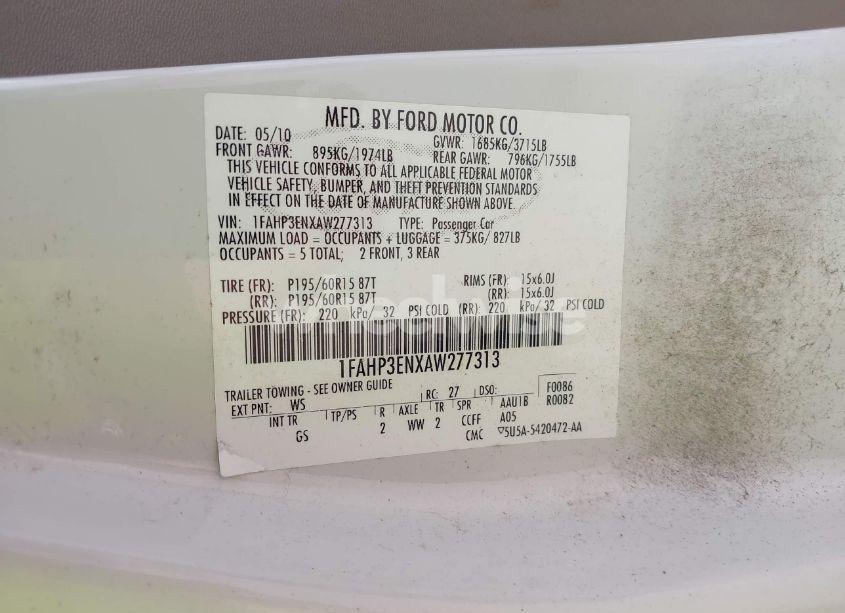 MFD. BY FORD MOTOR CO.
DATE: 05/10 GVWR: 1685KG/3715LB
FRONT GAWR: 895KG/1974LB REAR GAWR: 796KG/1755LB
THIS VEHICLE CONFORMS TO ALL APPLICABLE FEDERAL MOTOR
VEHICLE SAFETY, BUMPER, AND THEFT PREVENTION STANDARDS
IN EFFECT ON THE DATE OF MANUFACTURE SHOWN ABOVE.
VIN: 1FAHP3ENXAW277313 TYPE: Passenger Car
MAXIMUM LOAD = OCCUPANTS + LUGGAGE = 375KG/ 827LB
OCCUPANTS = 5 TOTAL; 2 FRONT, 3 REAR
TIRE (FR): P195/60R15 87T RIMS (FR): 15x6.0J
(RR): P195/60R15 87T (RR): 15x6.0J
PRESSURE (FR): 220 kPa/ 32 PSI COLD (RR): 220 kPa/ 32 PSI COLD
1FAHP3ENXAW277313
TRAILER TOWING - SEE OWNER GUIDE
EXT PNT: WS RC: 27 DSO: F0086
R0082
INT TR TP/PS R AXLE TR SPR AAU1B
GS 2 WW 2 CCFF A05
CMC ▽5U5A-5420472-AA